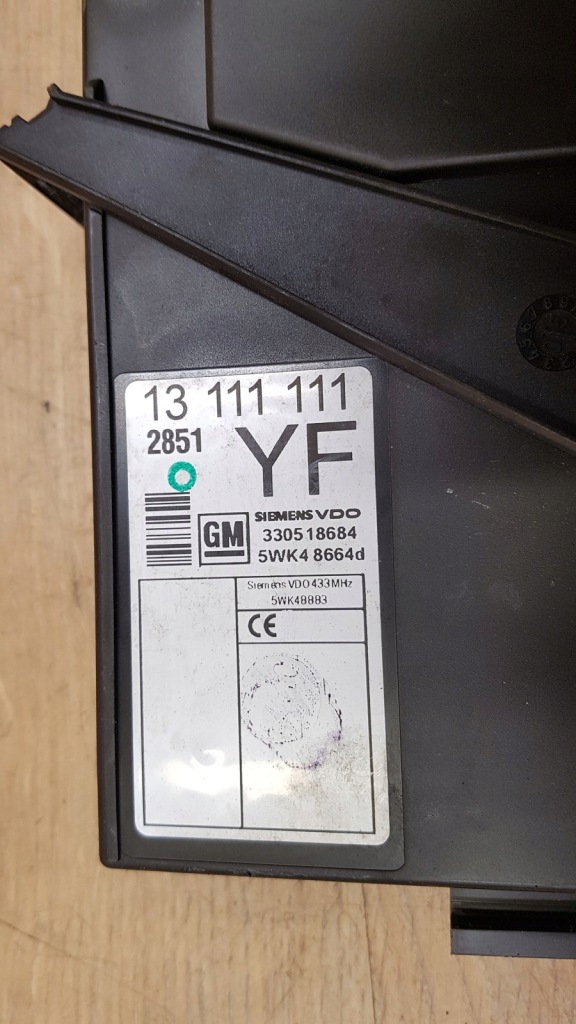 13 111 111
2851
YF
GM
SIEMENS VDO
330518684
5WK4 8664d
Siemens VDO 433MHz
5WK48883
CE